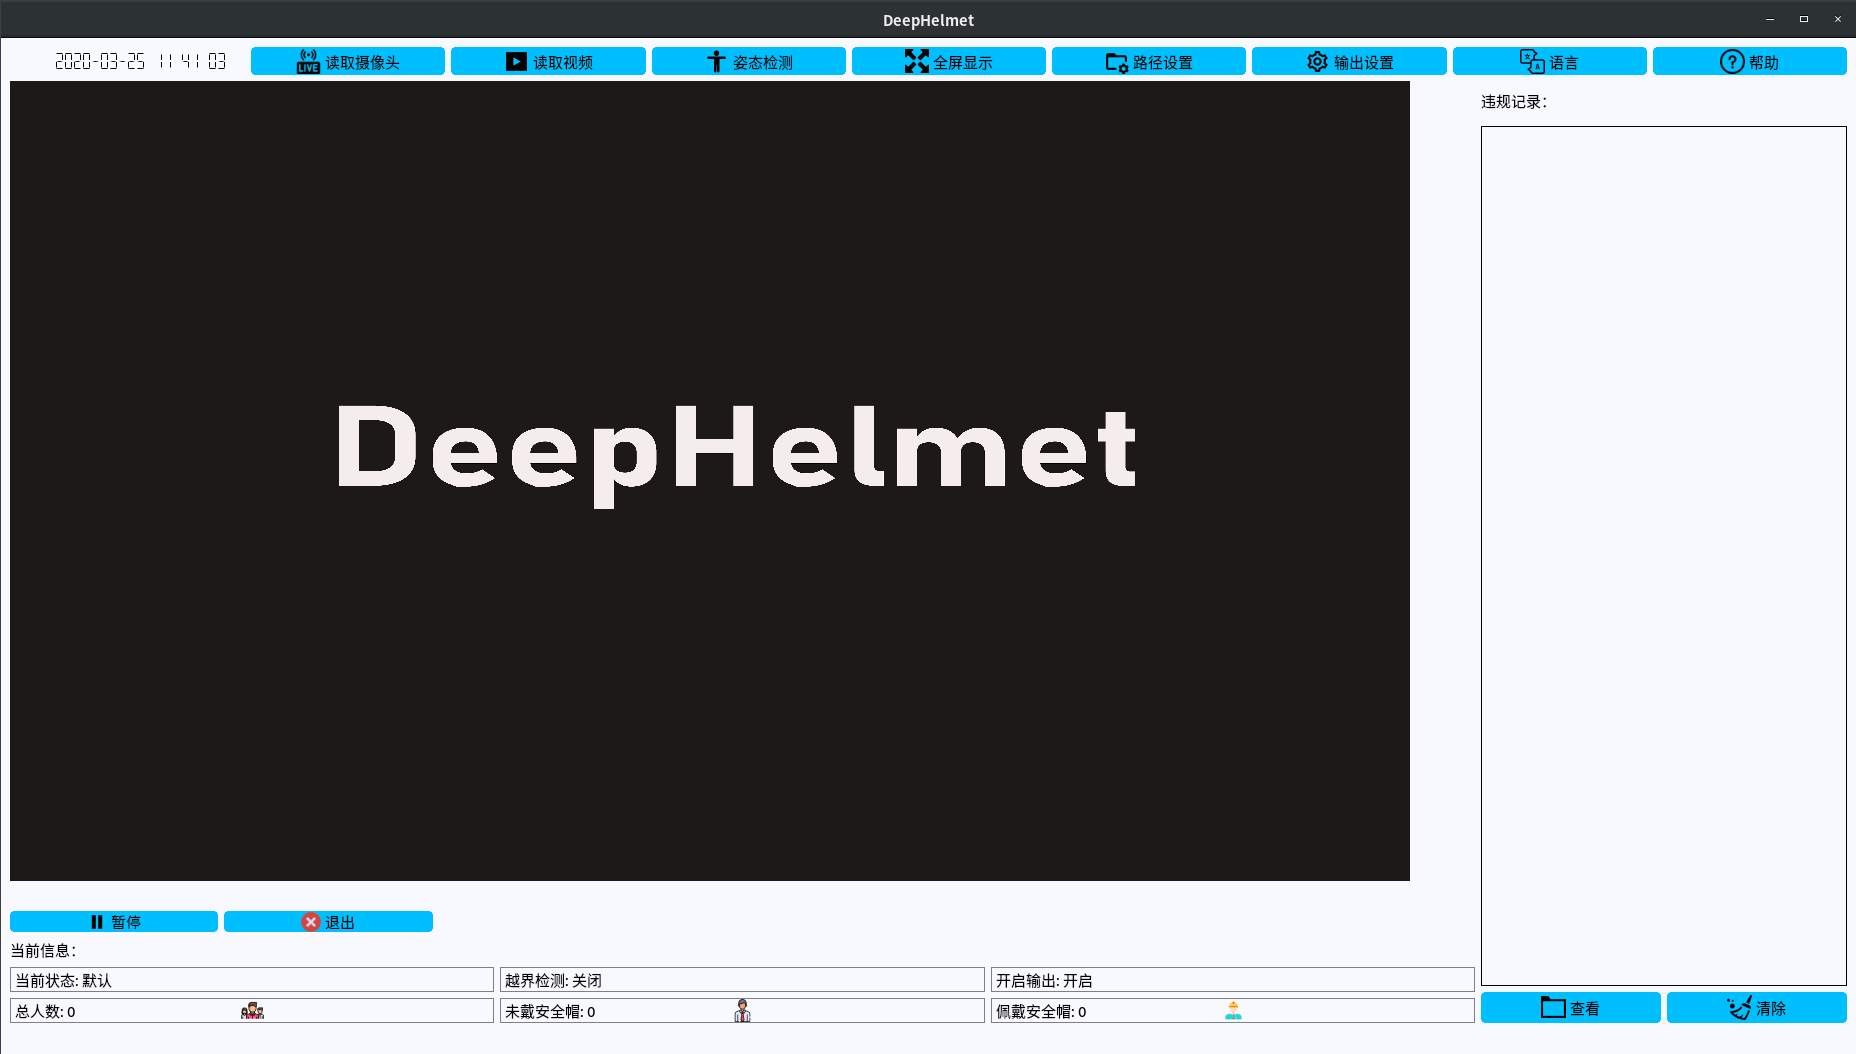 DeepHelmet
2020-03-25 11 41 03
LIVE 读取摄像头
读取视频
姿态检测
全屏显示
路径设置
输出设置
A 语言
? 帮助
违规记录:
DeepHelmet
暂停
退出
当前信息:
当前状态: 默认
越界检测: 关闭
开启输出: 开启
总人数: 0
未戴安全帽: 0
佩戴安全帽: 0
查看
清除